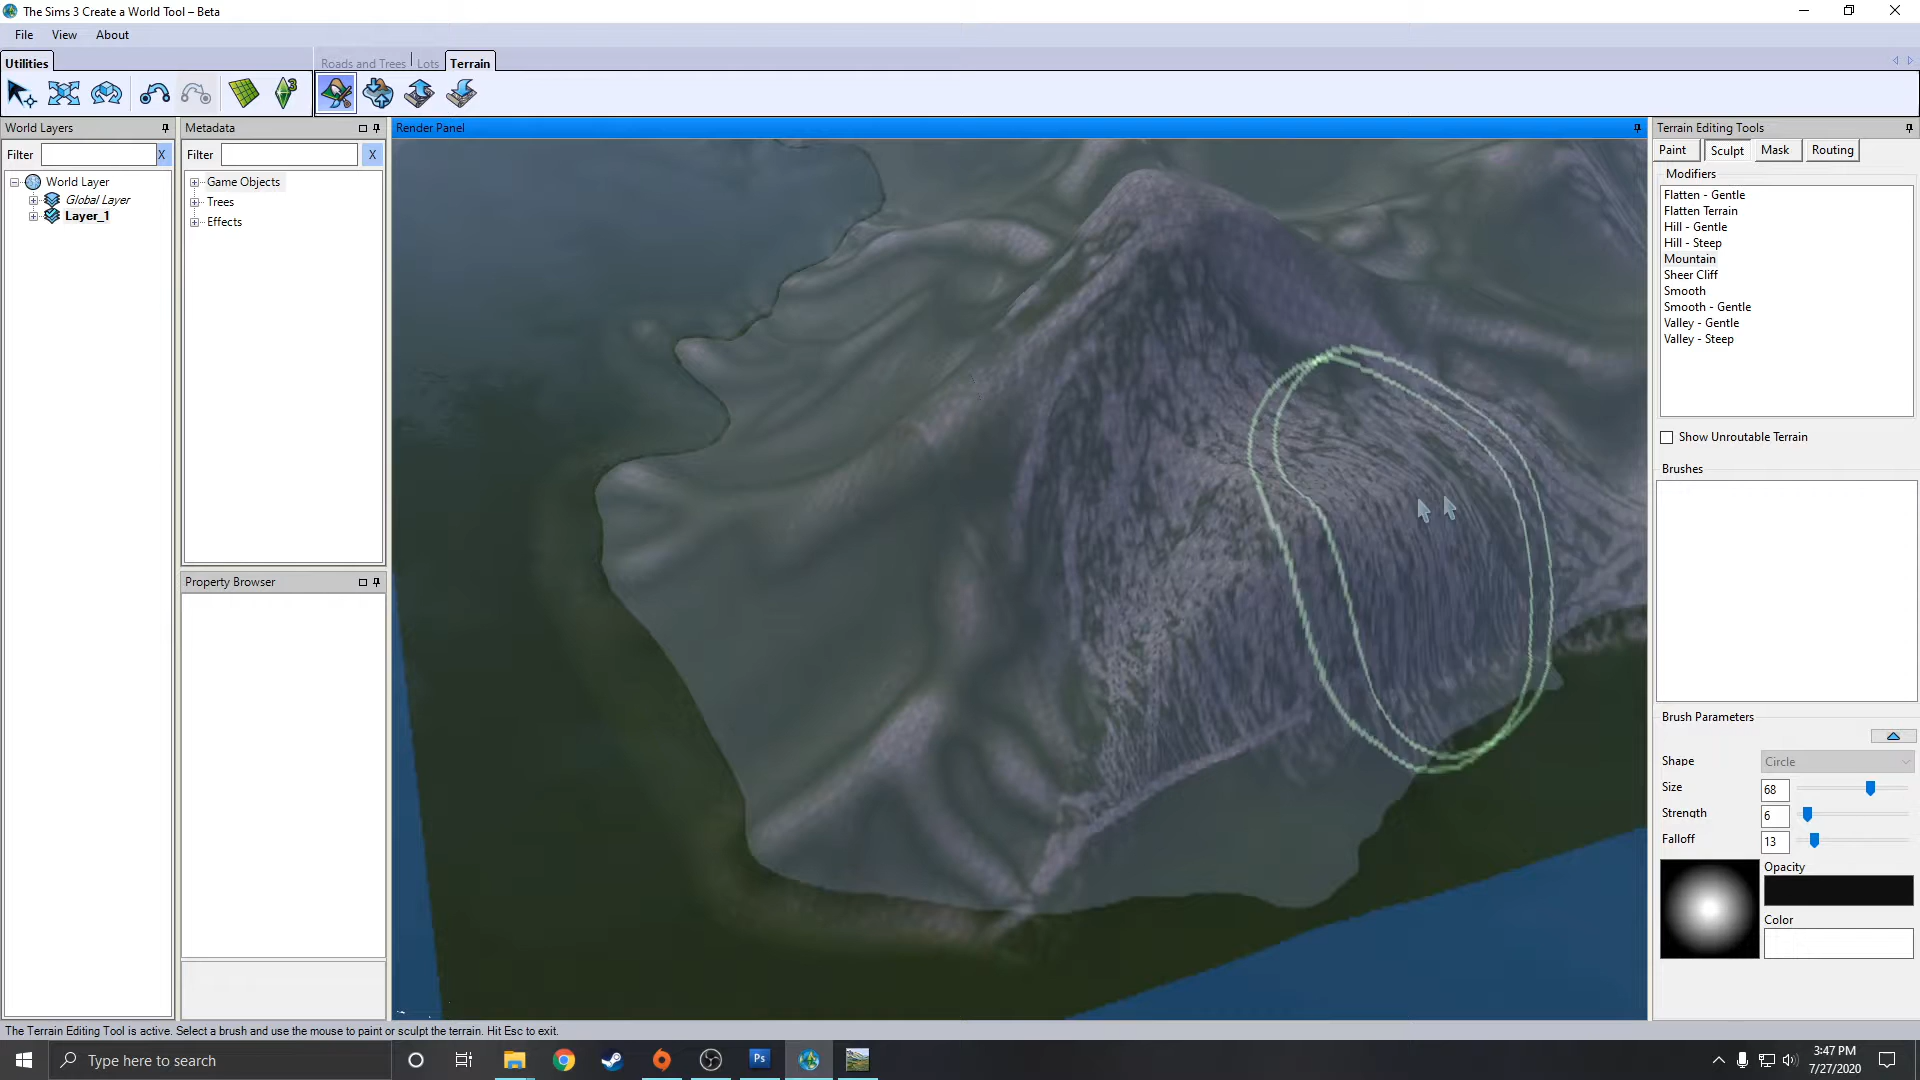 The Sims 3 Create a World Tool – Beta
File View About
Utilities Roads and Trees Lots Terrain
World Layers
Filter X
World Layer
Global Layer
Layer_1
Metadata
Filter X
Game Objects
Trees
Effects
Property Browser
Render Panel
Terrain Editing Tools
Paint Sculpt Mask Routing
Modifiers
Flatten - Gentle
Flatten Terrain
Hill - Gentle
Hill - Steep
Mountain
Sheer Cliff
Smooth
Smooth - Gentle
Valley - Gentle
Valley - Steep
Show Unroutable Terrain
Brushes
Brush Parameters
Shape Circle
Size 68
Strength 6
Falloff 13
Opacity
Color
The Terrain Editing Tool is active. Select a brush and use the mouse to paint or sculpt the terrain. Hit Esc to exit.
Type here to search
Ps
3:47 PM
7/27/2020